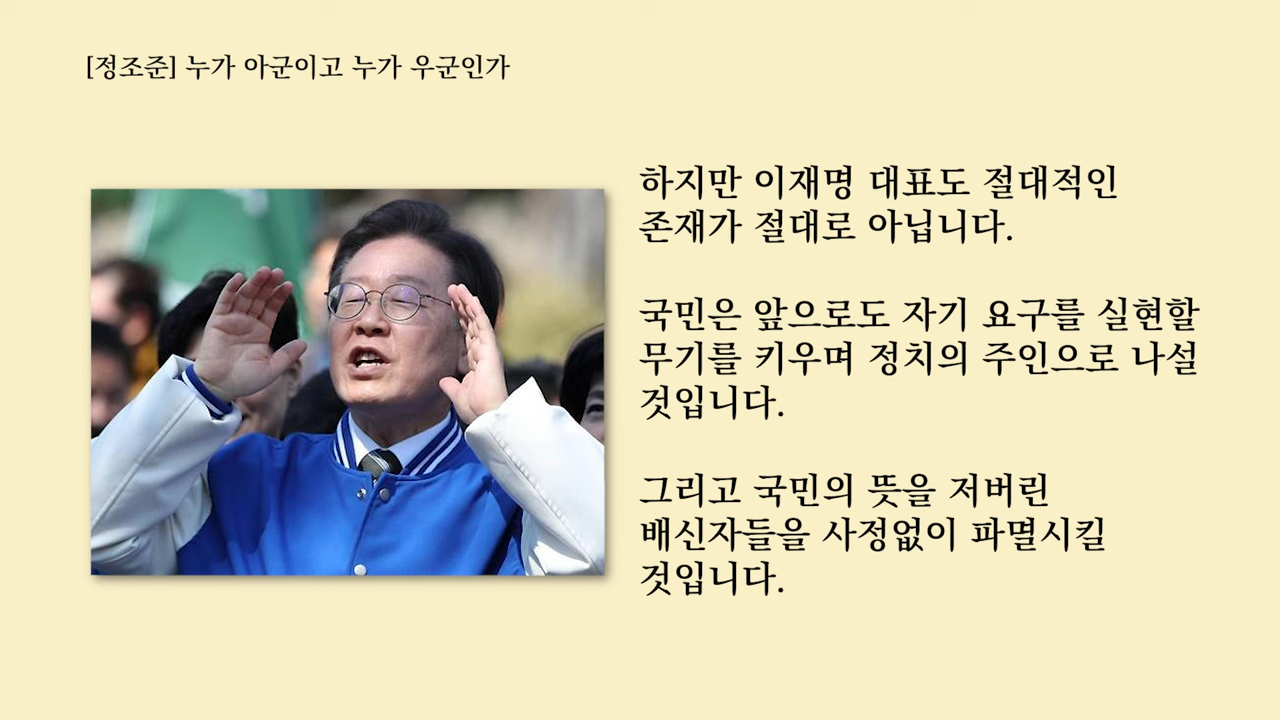 [정조준] 누가 아군이고 누가 우군인가
하지만 이재명 대표도 절대적인
존재가 절대로 아닙니다.
국민은 앞으로도 자기 요구를 실현할
무기를 키우며 정치의 주인으로 나설
것입니다.
그리고 국민의 뜻을 저버린
배신자들을 사정없이 파멸시킬
것입니다.